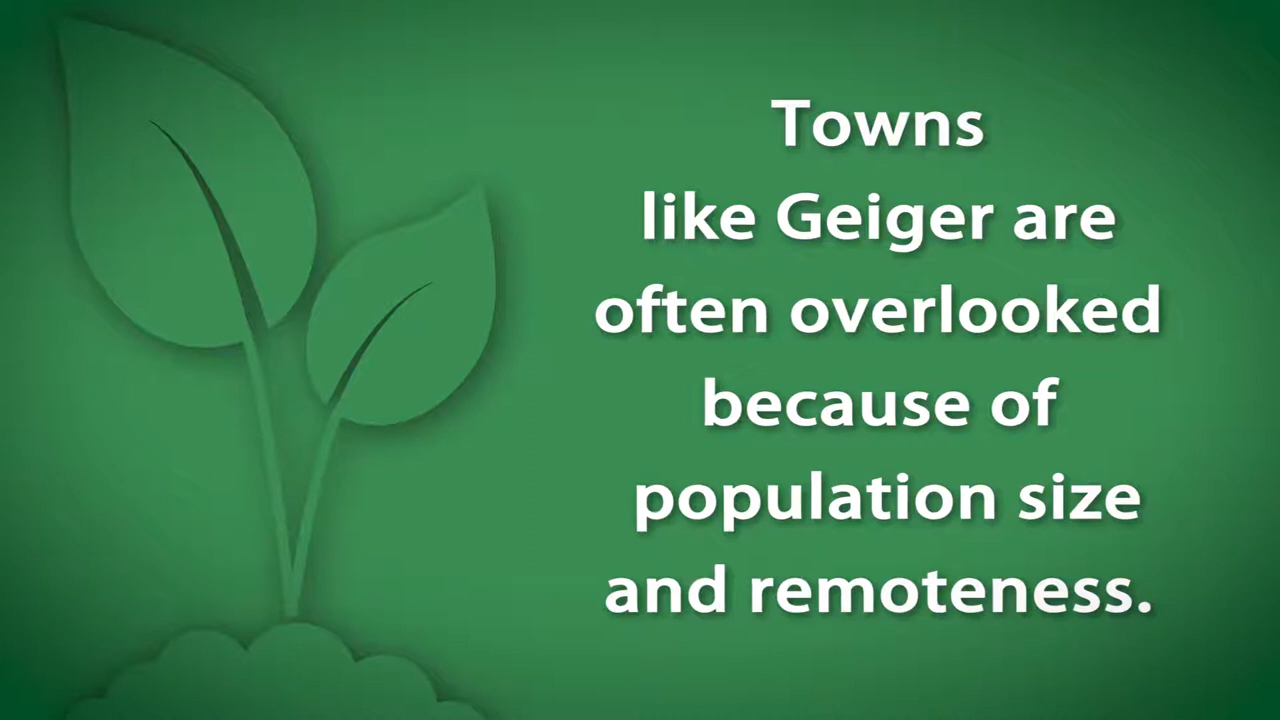 Towns
like Geiger are
often overlooked
because of
population size
and remoteness.